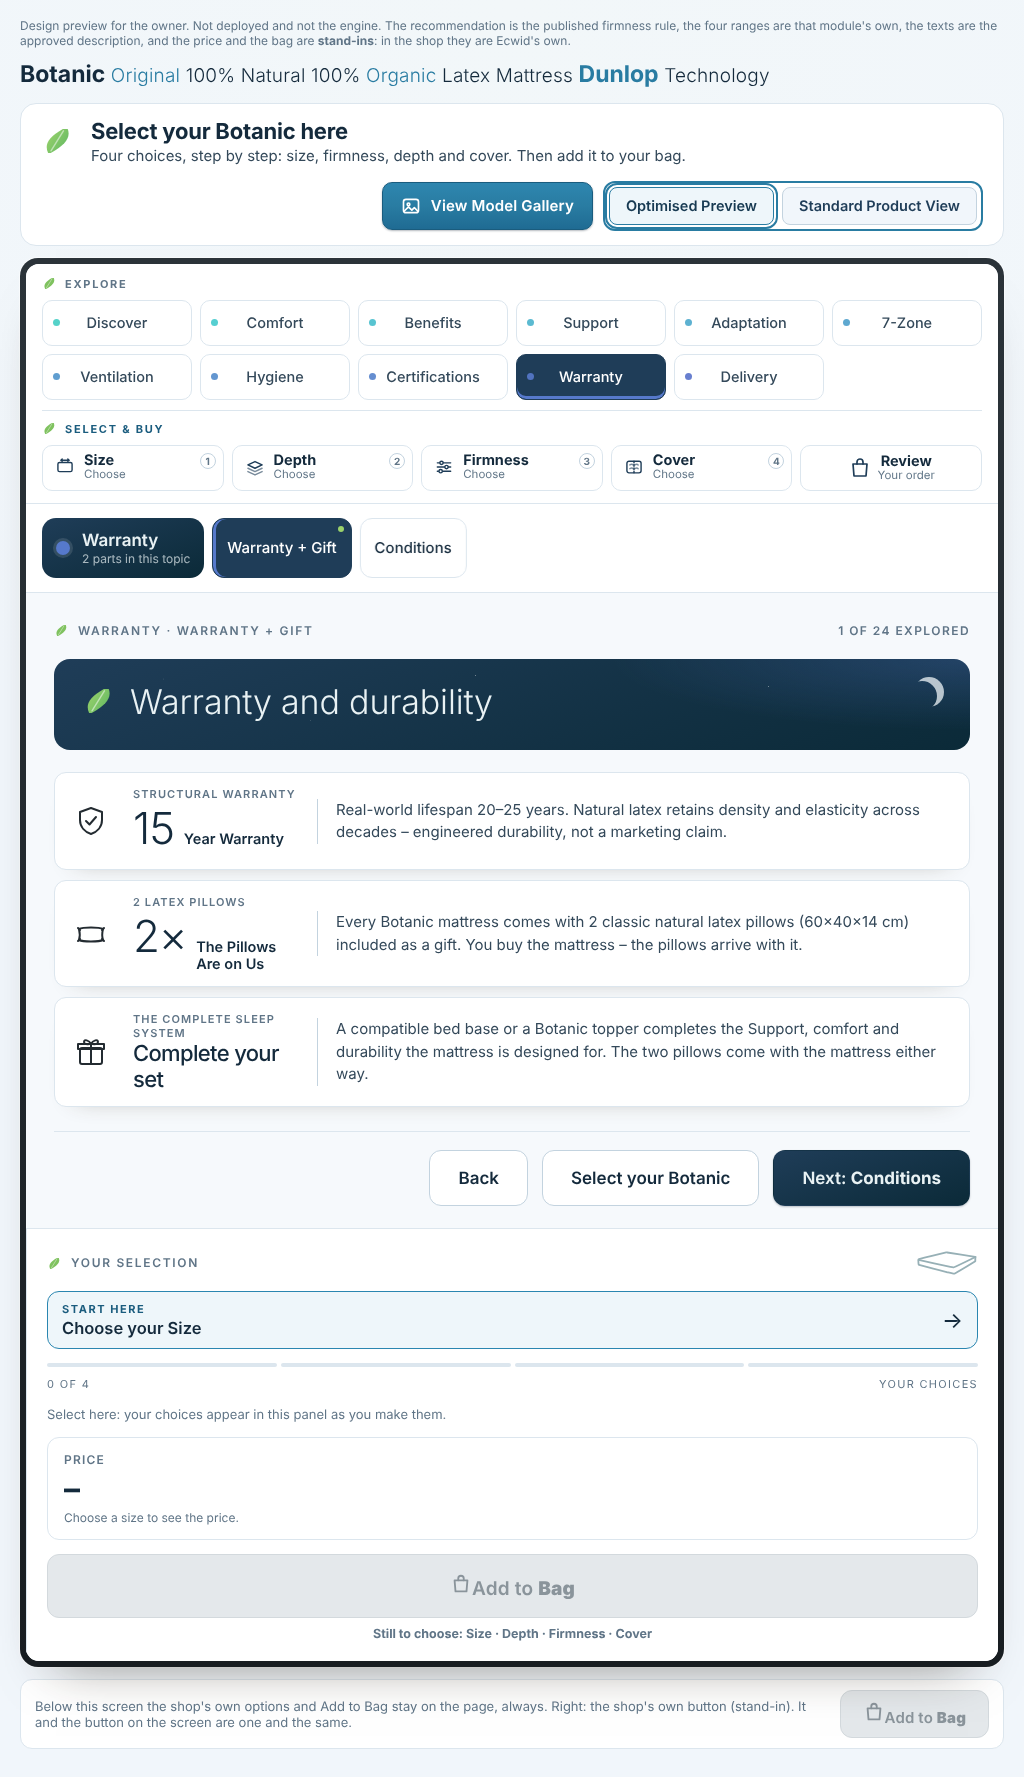 Design preview for the owner. Not deployed and not the engine. The recommendation is the published firmness rule, the four ranges are that module's own, the texts are the
approved description, and the price and the bag are stand-ins: in the shop they are Ecwid's own.
Botanic Original 100% Natural 100% Organic Latex Mattress Dunlop Technology
Select your Botanic here
Four choices, step by step: size, firmness, depth and cover. Then add it to your bag.
View Model Gallery
Optimised Preview
Standard Product View
EXPLORE
Discover
Comfort
Benefits
Support
Adaptation
7-Zone
Ventilation
Hygiene
Certifications
Warranty
Delivery
SELECT & BUY
Size
Choose
1
Depth
Choose
2
Firmness
Choose
3
Cover
Choose
4
Review
Your order
Warranty
2 parts in this topic
Warranty + Gift
Conditions
WARRANTY · WARRANTY + GIFT
1 OF 24 EXPLORED
Warranty and durability
STRUCTURAL WARRANTY
15 Year Warranty
Real-world lifespan 20–25 years. Natural latex retains density and elasticity across
decades – engineered durability, not a marketing claim.
2 LATEX PILLOWS
2× The Pillows
Are on Us
Every Botanic mattress comes with 2 classic natural latex pillows (60×40×14 cm)
included as a gift. You buy the mattress – the pillows arrive with it.
THE COMPLETE SLEEP
SYSTEM
Complete your
set
A compatible bed base or a Botanic topper completes the Support, comfort and
durability the mattress is designed for. The two pillows come with the mattress either
way.
Back
Select your Botanic
Next: Conditions
YOUR SELECTION
START HERE
Choose your Size
0 OF 4
YOUR CHOICES
Select here: your choices appear in this panel as you make them.
PRICE
–
Choose a size to see the price.
Add to Bag
Still to choose: Size · Depth · Firmness · Cover
Below this screen the shop's own options and Add to Bag stay on the page, always. Right: the shop's own button (stand-in). It
and the button on the screen are one and the same.
Add to Bag